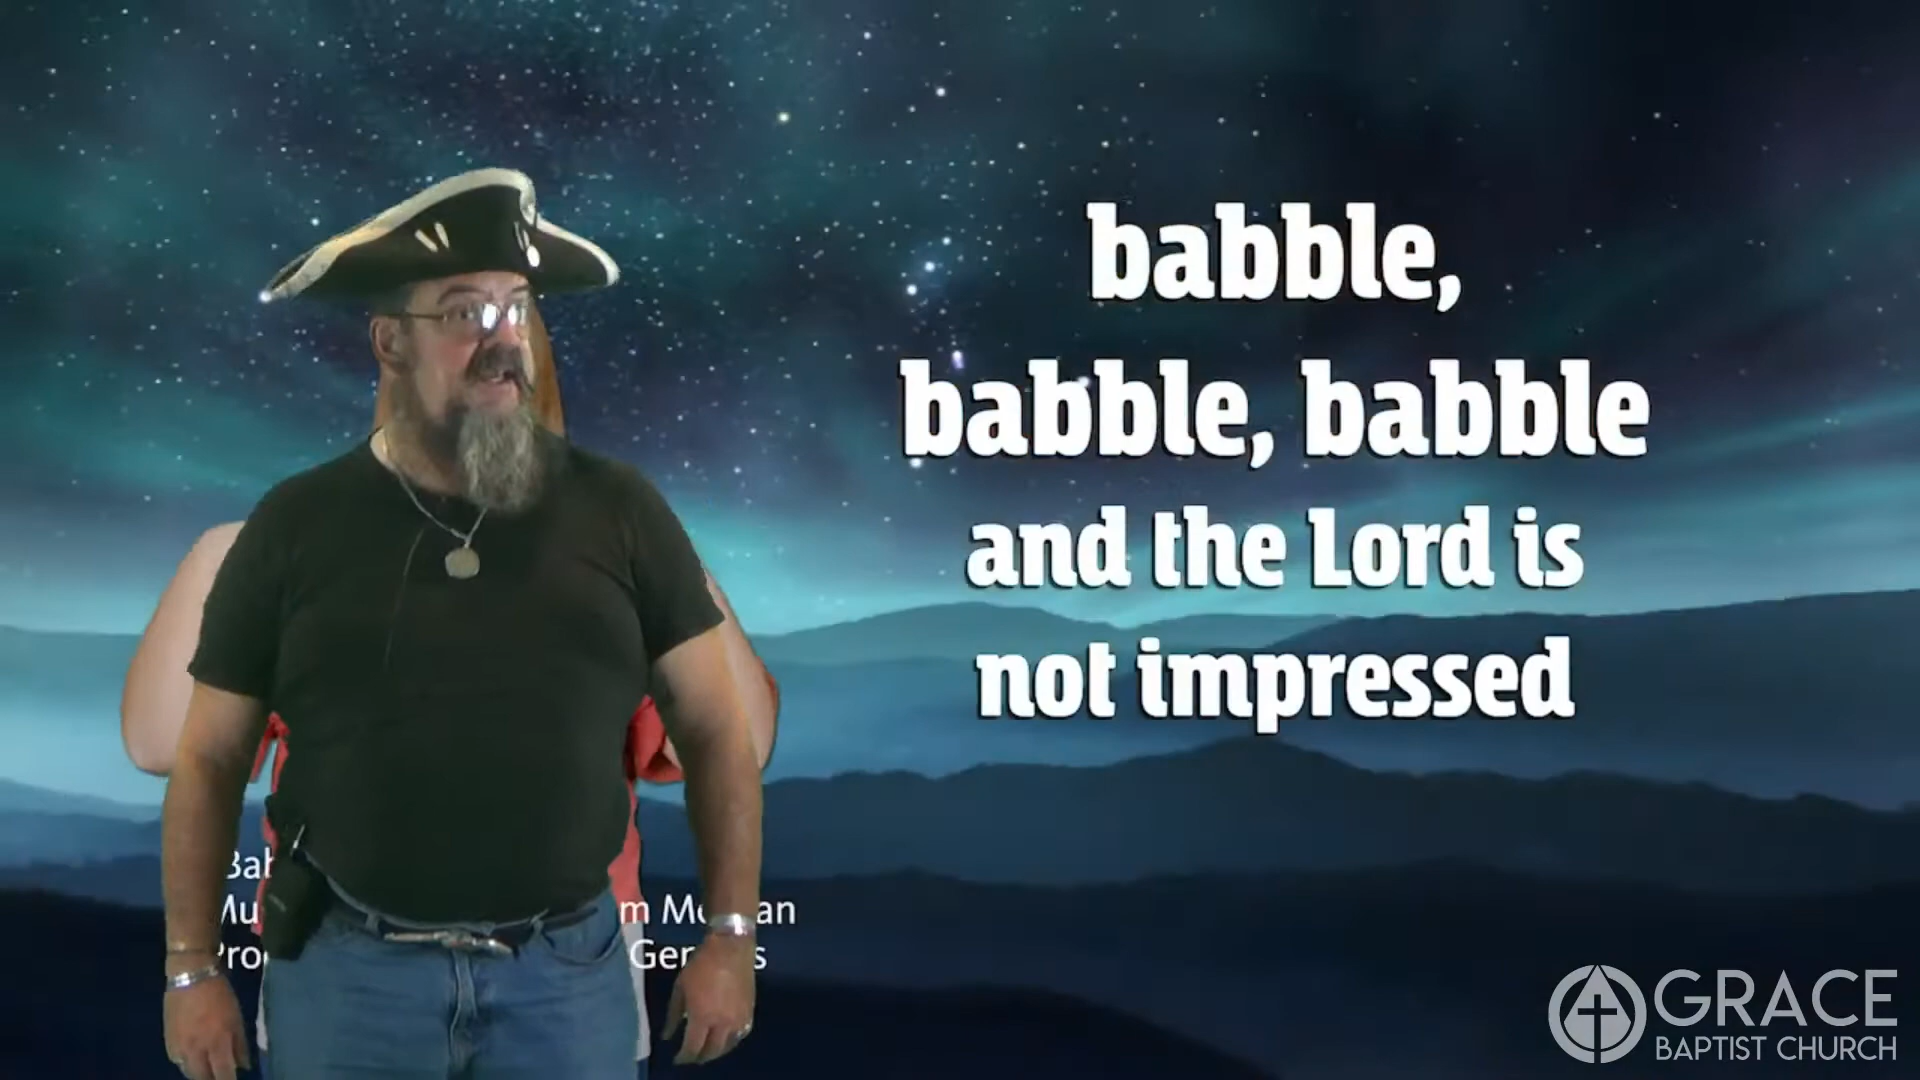 babble,
babble, babble
and the Lord is
not impressed
GRACE
BAPTIST CHURCH